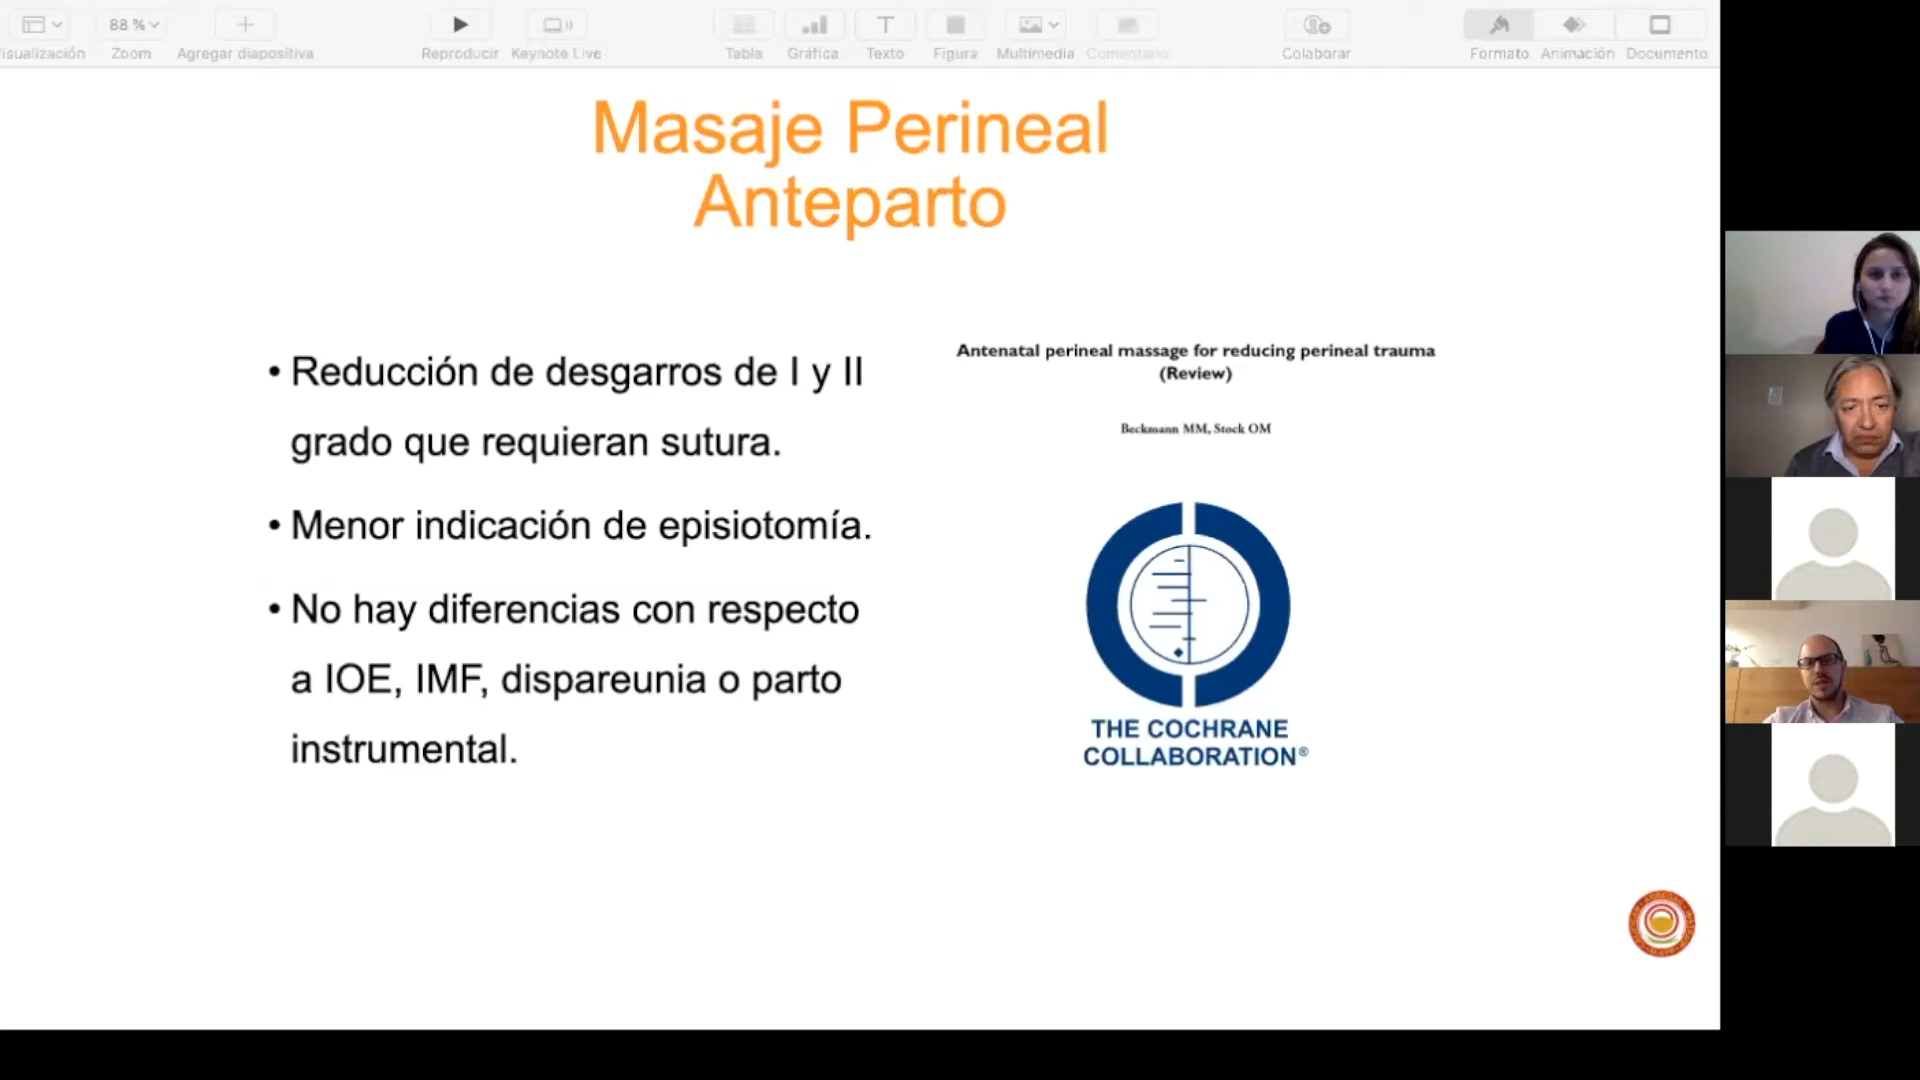 88 %
isualización
Zoom
Agregar diapositiva
Reproducir
Keynote Live
Tabla
Gráfica
Texto
Figura
Multimedia
Comentario
Colaborar
Formato
Animación
Documento
Masaje Perineal
Anteparto
• Reducción de desgarros de I y II
grado que requieran sutura.
• Menor indicación de episiotomía.
• No hay diferencias con respecto
a IOE, IMF, dispareunia o parto
instrumental.
Antenatal perineal massage for reducing perineal trauma
(Review)
Beckmann MM, Stock OM
THE COCHRANE
COLLABORATION®